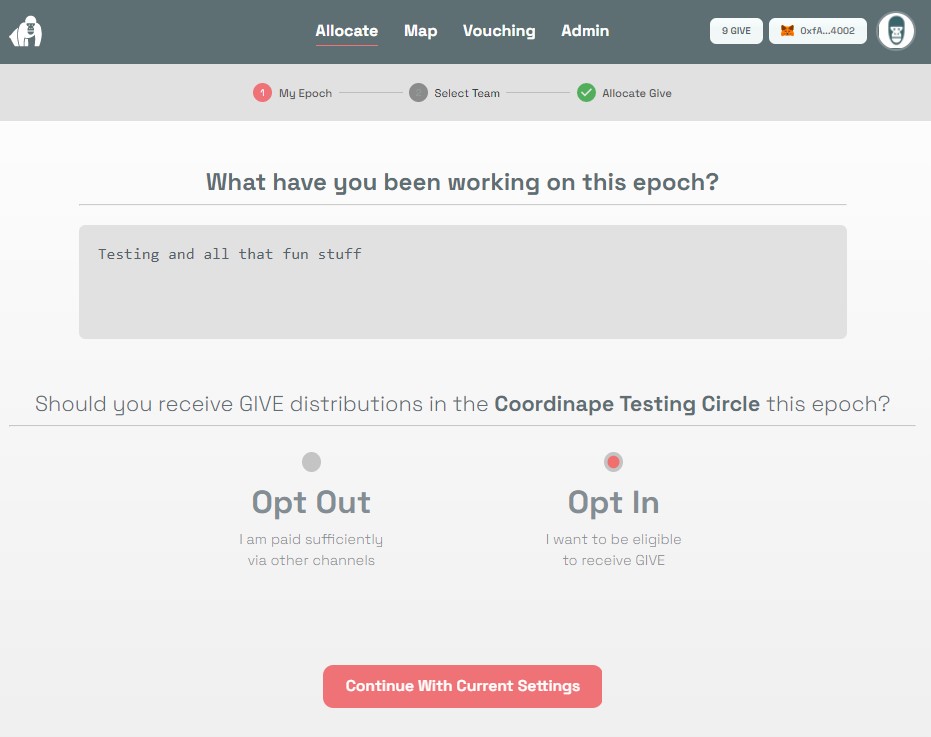 Allocate Map Vouching Admin 9 GIVE 0xfA...4002
1 My Epoch Select Team Allocate Give
What have you been working on this epoch?
Testing and all that fun stuff
Should you receive GIVE distributions in the Coordinape Testing Circle this epoch?
Opt Out Opt In
I am paid sufficiently I want to be eligible
via other channels to receive GIVE
Continue With Current Settings